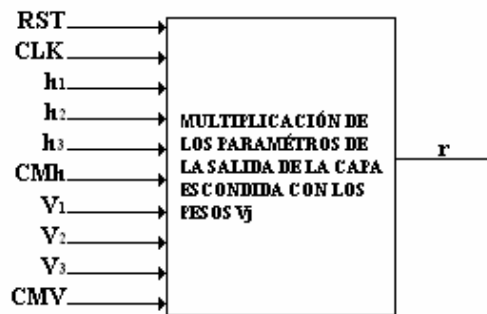 RST
CLK
h1
h2
h3
CMh
V1
V2
V3
CMV
MULTIPLICACIÓN DE
LOS PARAMÉTROS DE
LA SALIDA DE LA CAPA
ESCONDIDA CON LOS
PESOS Vj
r